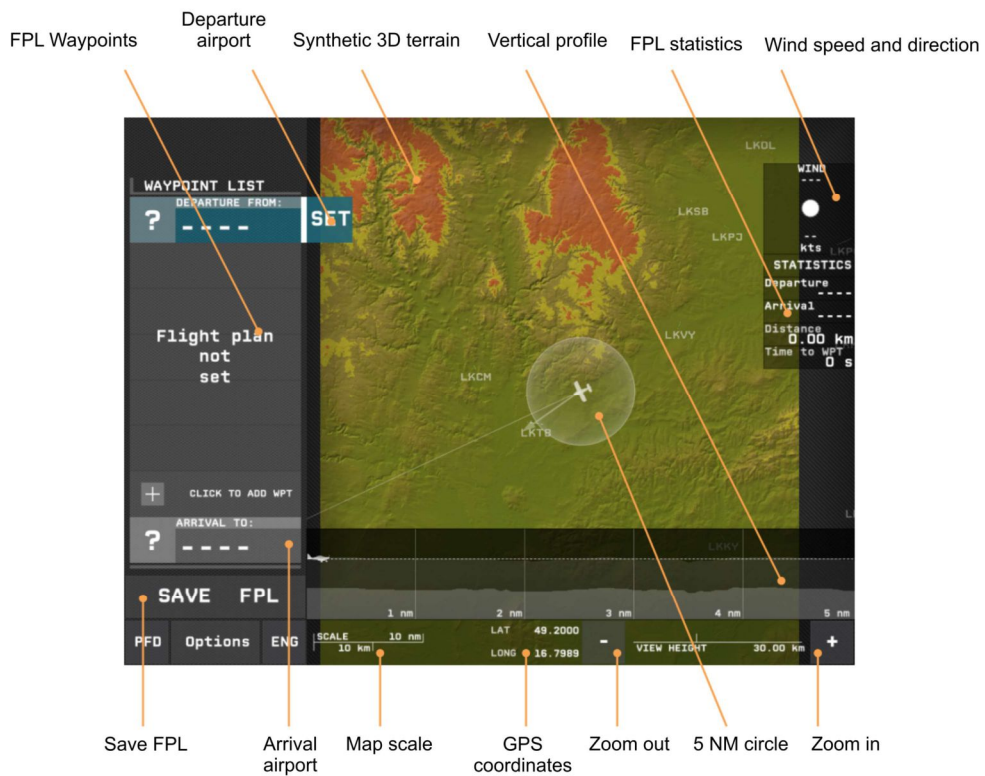 Departure
airport
FPL Waypoints
Synthetic 3D terrain
Vertical profile
FPL statistics
Wind speed and direction
WAYPOINT LIST
DEPARTURE FROM:
? ---- SET
Flight plan
not
set
+ CLICK TO ADD WPT
ARRIVAL TO:
? ----
SAVE FPL
PFD Options ENG
LKDL
LKSB
LKPJ
LKVY
LKCM
LKTB
LKKY
WIND
---
--
kts
STATISTICS
Departure
----
Arrival
----
Distance
0.00 km
Time to WPT
0 s
1 nm 2 nm 3 nm 4 nm 5 nm
SCALE 10 nm
10 km
LAT 49.2000
LONG 16.7989
-
VIEW HEIGHT 30.00 km
+
Save FPL
Arrival
airport
Map scale
GPS
coordinates
Zoom out
5 NM circle
Zoom in